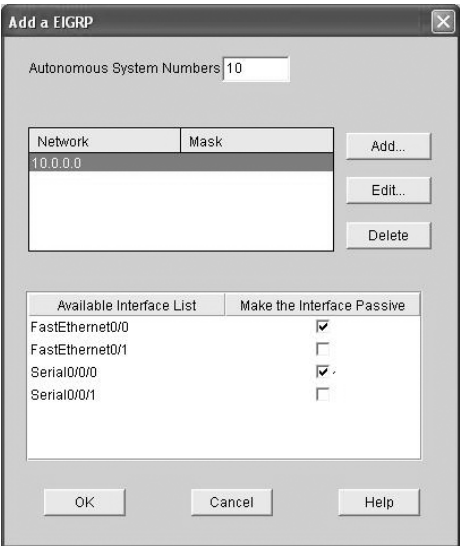 Add a EIGRP
Autonomous System Numbers 10
Network Mask
10.0.0.0
Add...
Edit...
Delete
Available Interface List Make the Interface Passive
FastEthernet0/0
FastEthernet0/1
Serial0/0/0
Serial0/0/1
OK Cancel Help